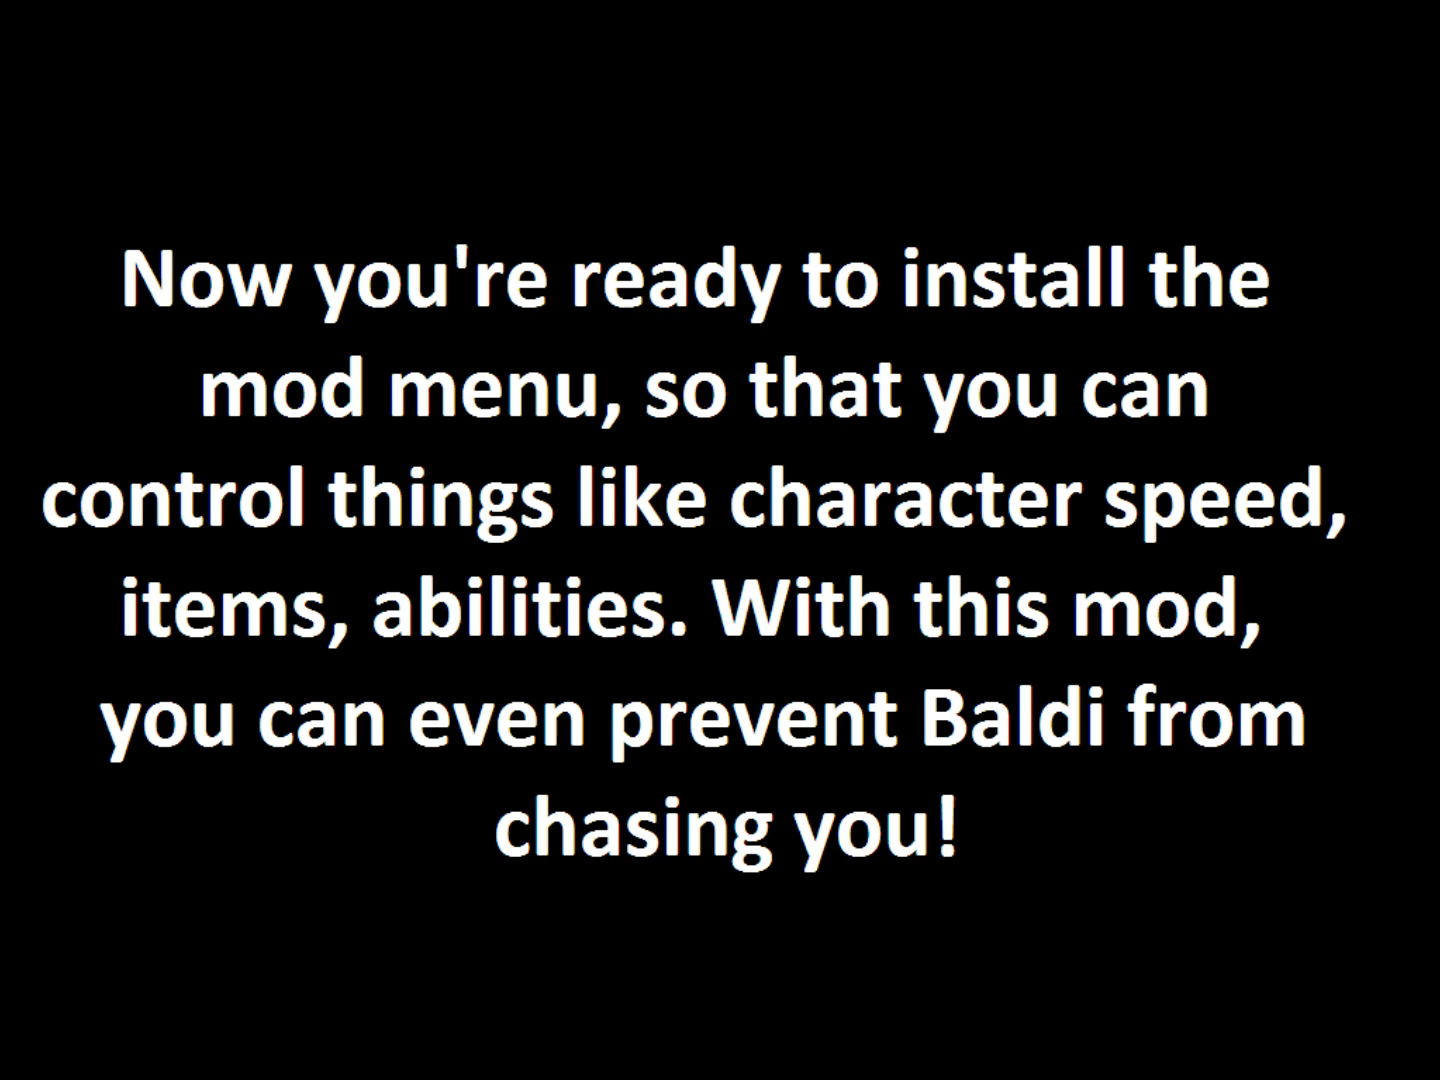 Now you're ready to install the
mod menu, so that you can
control things like character speed,
items, abilities. With this mod,
you can even prevent Baldi from
chasing you!